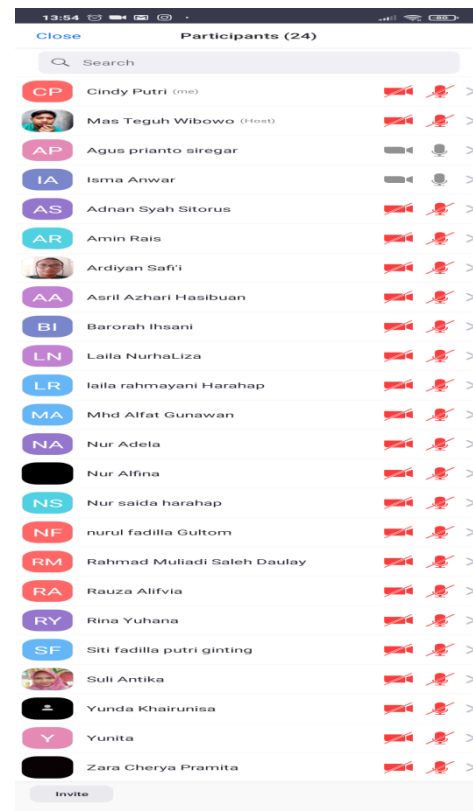 13:54
Close Participants (24)
Search
CP Cindy Putri (me)
Mas Teguh Wibowo (Host)
AP Agus prianto siregar
IA Isma Anwar
AS Adnan Syah Sitorus
AR Amin Rais
Ardiyan Safi'i
AA Asril Azhari Hasibuan
BI Barorah Ihsani
LN Laila NurhaLiza
LR laila rahmayani Harahap
MA Mhd Alfat Gunawan
NA Nur Adela
Nur Alfina
NS Nur saida harahap
NF nurul fadilla Gultom
RM Rahmad Muliadi Saleh Daulay
RA Rauza Alifvia
RY Rina Yuhana
SF Siti fadilla putri ginting
Suli Antika
Yunda Khairunisa
Y Yunita
Zara Cherya Pramita
Invite